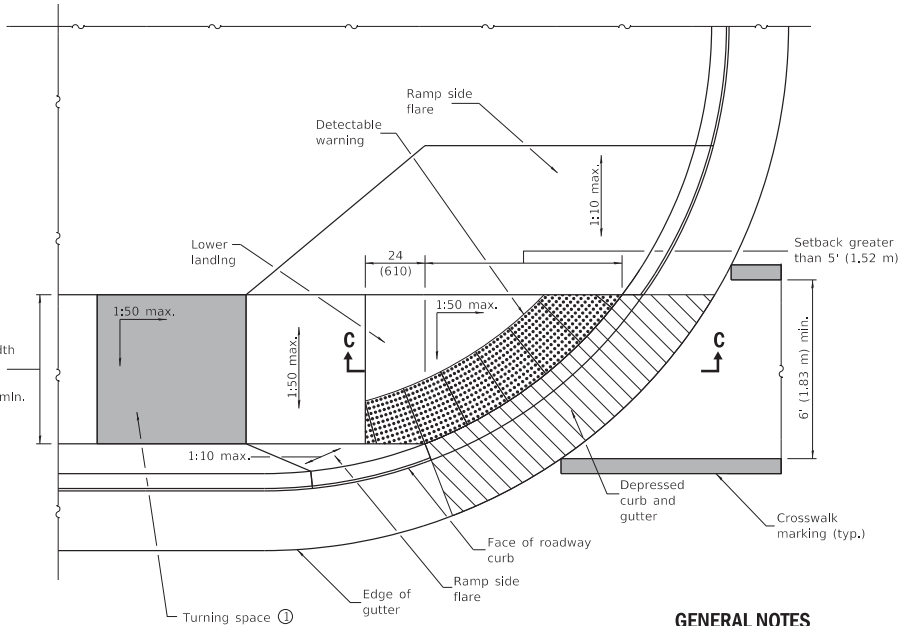 Ramp side
flare
Detectable
warning
1:10 max.
Lower
landing
24
(610)
Setback greater
than 5' (1.52 m)
1:50 max.
1:50 max.
1:50 max.
C
C
6' (1.83 m) min.
min.
1:10 max.
Depressed
curb and
gutter
Crosswalk
marking (typ.)
Face of roadway
curb
Ramp side
flare
Edge of
gutter
Turning space ①
GENERAL NOTES